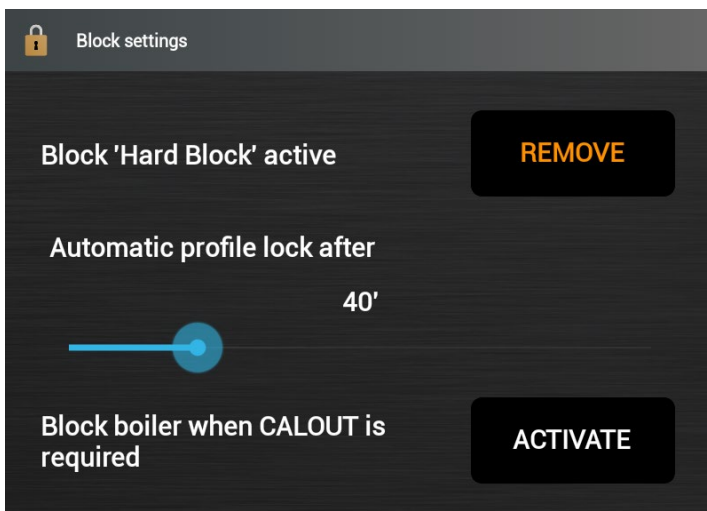 Block settings
Block 'Hard Block' active
REMOVE
Automatic profile lock after
40'
Block boiler when CALOUT is
required
ACTIVATE